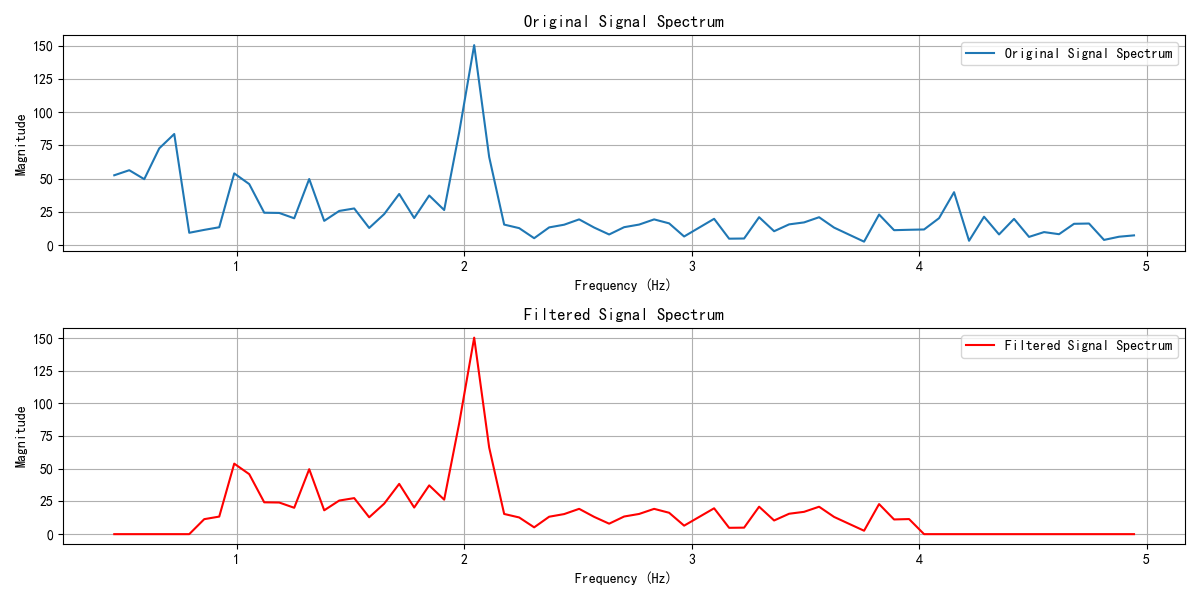 Original Signal Spectrum
150
125
100
75
50
25
0
Magnitude
Original Signal Spectrum
1 2 3 4 5
Frequency (Hz)
Filtered Signal Spectrum
150
125
100
75
50
25
0
Magnitude
Filtered Signal Spectrum
1 2 3 4 5
Frequency (Hz)